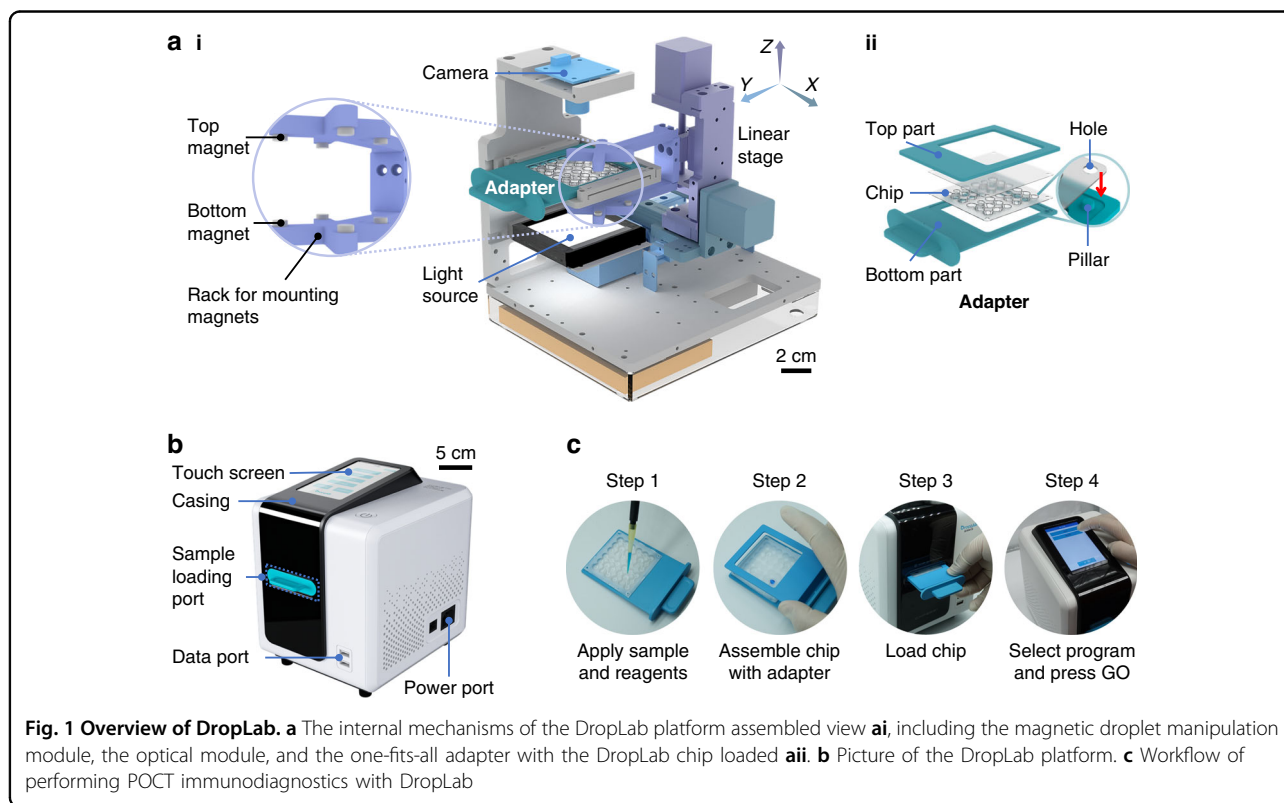 a i
Camera
Z
Y
X
Top
magnet
Linear
stage
Adapter
Bottom
magnet
Light
source
Rack for mounting
magnets
2 cm
ii
Top part
Hole
Chip
Bottom part
Pillar
Adapter
b
5 cm
Touch screen
Casing
Sample
loading
port
Data port
Power port
c
Step 1
Step 2
Step 3
Step 4
Apply sample
and reagents
Assemble chip
with adapter
Load chip
Select program
and press GO
Fig. 1 Overview of DropLab. a The internal mechanisms of the DropLab platform assembled view ai, including the magnetic droplet manipulation
module, the optical module, and the one-fits-all adapter with the DropLab chip loaded aii. b Picture of the DropLab platform. c Workflow of
performing POCT immunodiagnostics with DropLab